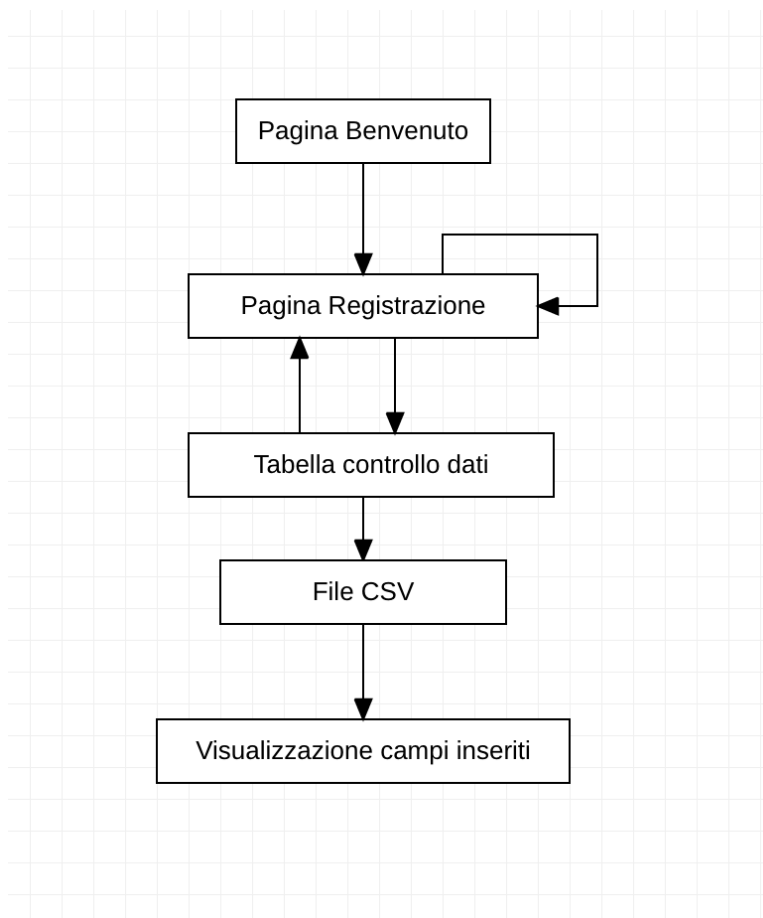 Pagina Benvenuto
Pagina Registrazione
Tabella controllo dati
File CSV
Visualizzazione campi inseriti